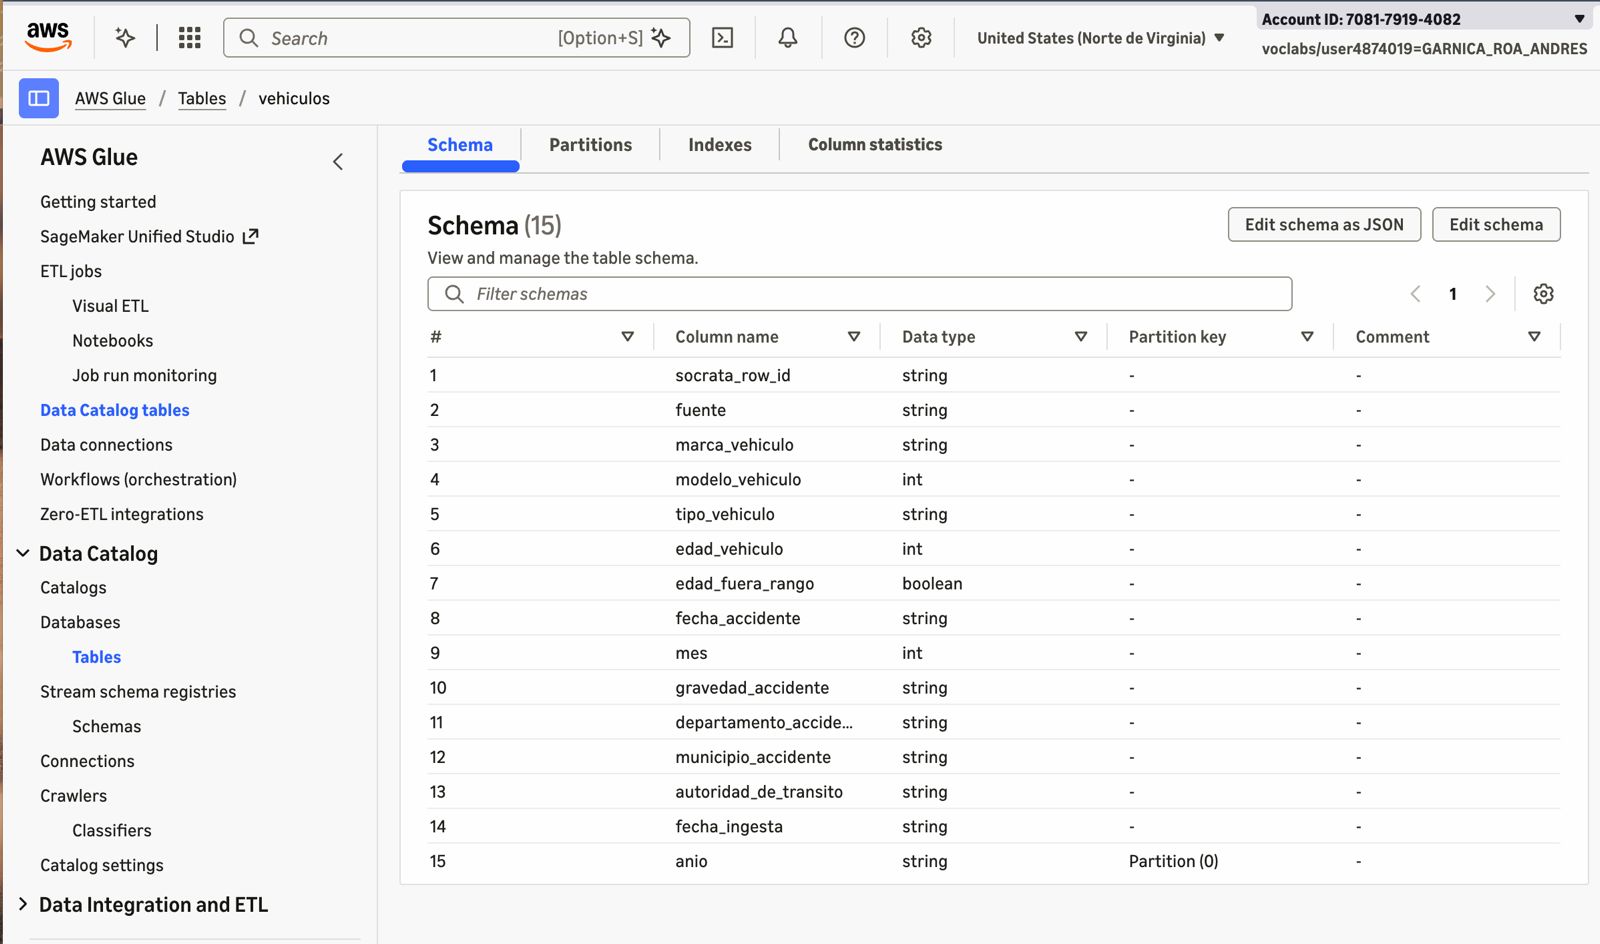 aws
Search [Option+S]
United States (Norte de Virginia)
Account ID: 7081-7919-4082
voclabs/user4874019=GARNICA_ROA_ANDRES
AWS Glue / Tables / vehiculos
AWS Glue
Getting started
SageMaker Unified Studio
ETL jobs
Visual ETL
Notebooks
Job run monitoring
Data Catalog tables
Data connections
Workflows (orchestration)
Zero-ETL integrations
Data Catalog
Catalogs
Databases
Tables
Stream schema registries
Schemas
Connections
Crawlers
Classifiers
Catalog settings
Data Integration and ETL
Schema Partitions Indexes Column statistics
Schema (15)
Edit schema as JSON Edit schema
View and manage the table schema.
Filter schemas
1
# Column name Data type Partition key Comment
1 socrata_row_id string - -
2 fuente string - -
3 marca_vehiculo string - -
4 modelo_vehiculo int - -
5 tipo_vehiculo string - -
6 edad_vehiculo int - -
7 edad_fuera_rango boolean - -
8 fecha_accidente string - -
9 mes int - -
10 gravedad_accidente string - -
11 departamento_accide... string - -
12 municipio_accidente string - -
13 autoridad_de_transito string - -
14 fecha_ingesta string - -
15 anio string Partition (0) -